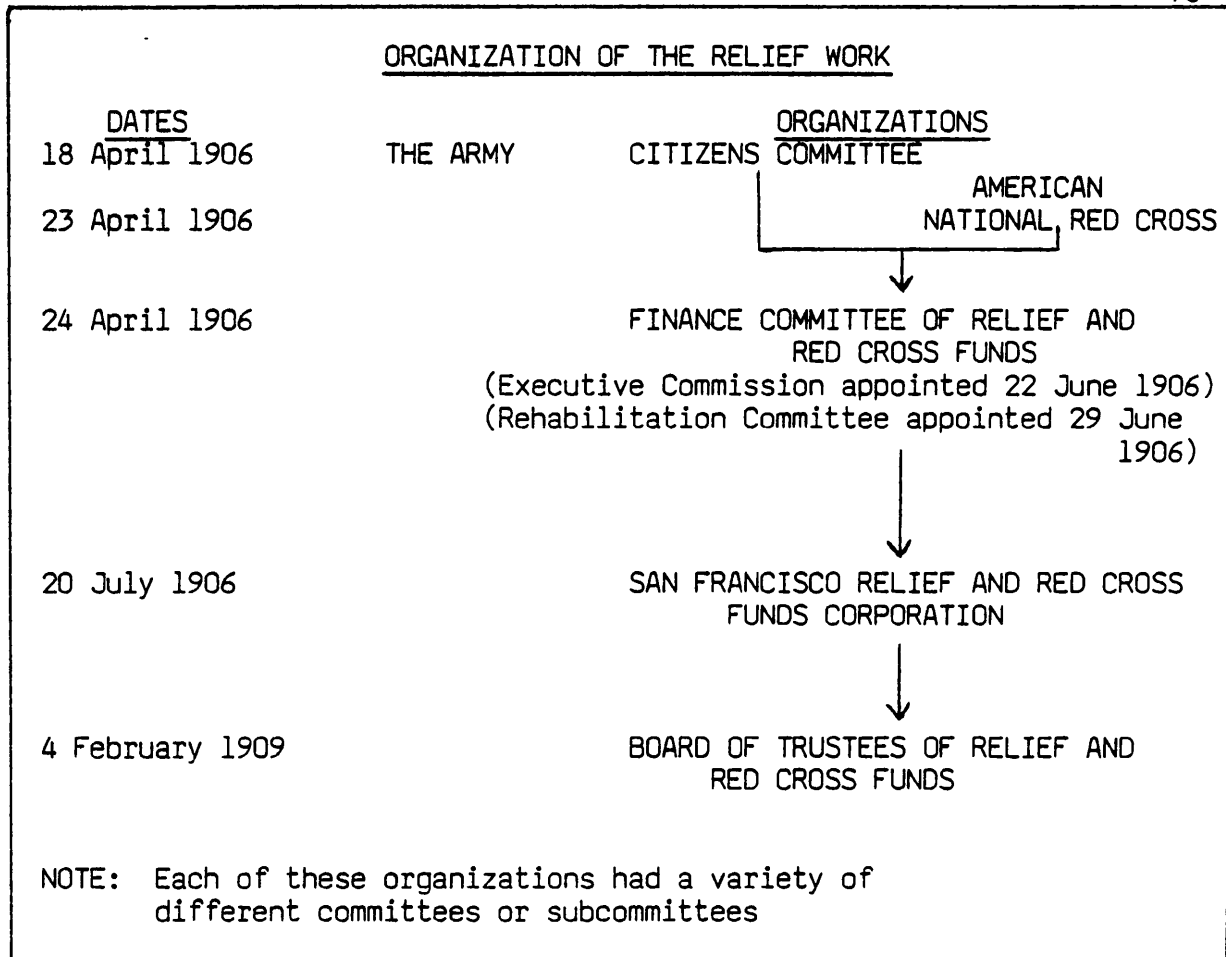 ORGANIZATION OF THE RELIEF WORK
DATES ORGANIZATIONS
18 April 1906 THE ARMY CITIZENS COMMITTEE
AMERICAN
23 April 1906 NATIONAL RED CROSS
24 April 1906 FINANCE COMMITTEE OF RELIEF AND
RED CROSS FUNDS
(Executive Commission appointed 22 June 1906)
(Rehabilitation Committee appointed 29 June
1906)
20 July 1906 SAN FRANCISCO RELIEF AND RED CROSS
FUNDS CORPORATION
4 February 1909 BOARD OF TRUSTEES OF RELIEF AND
RED CROSS FUNDS
NOTE: Each of these organizations had a variety of
different committees or subcommittees